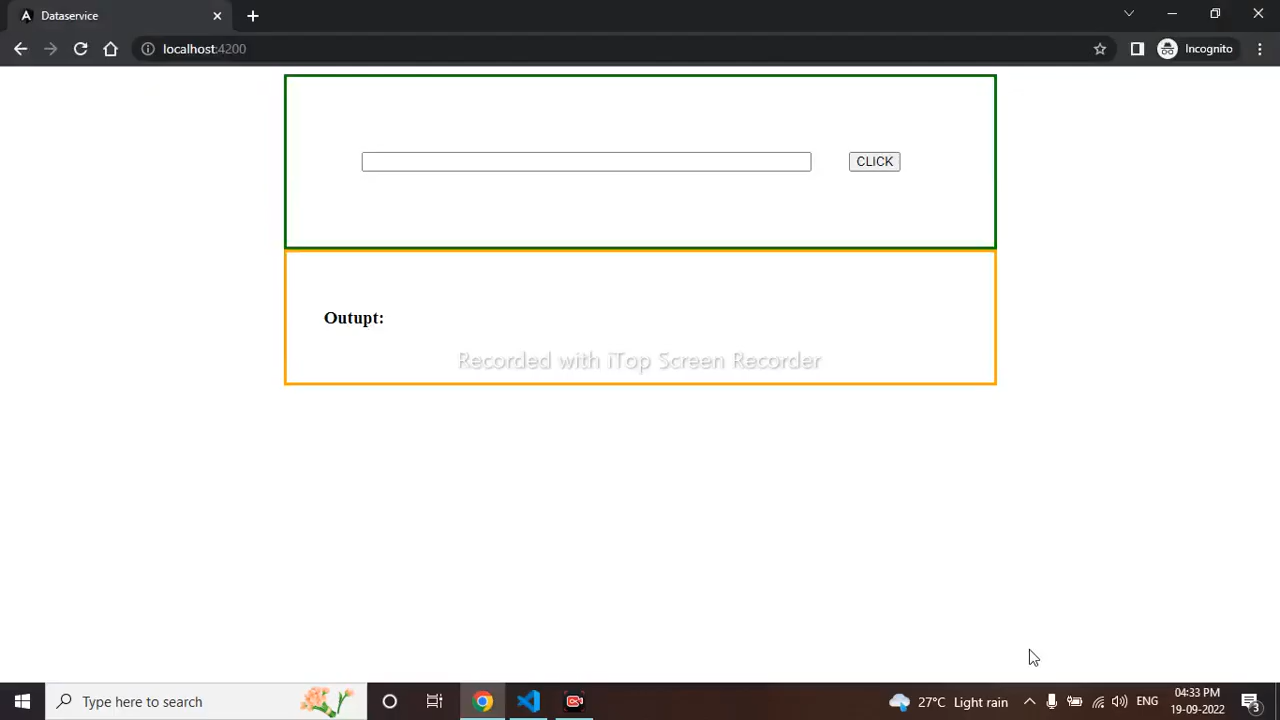 Dataservice
localhost:4200
Incognito
CLICK
Outupt:
Recorded with iTop Screen Recorder
Type here to search
27°C Light rain
ENG
04:33 PM
19-09-2022
3